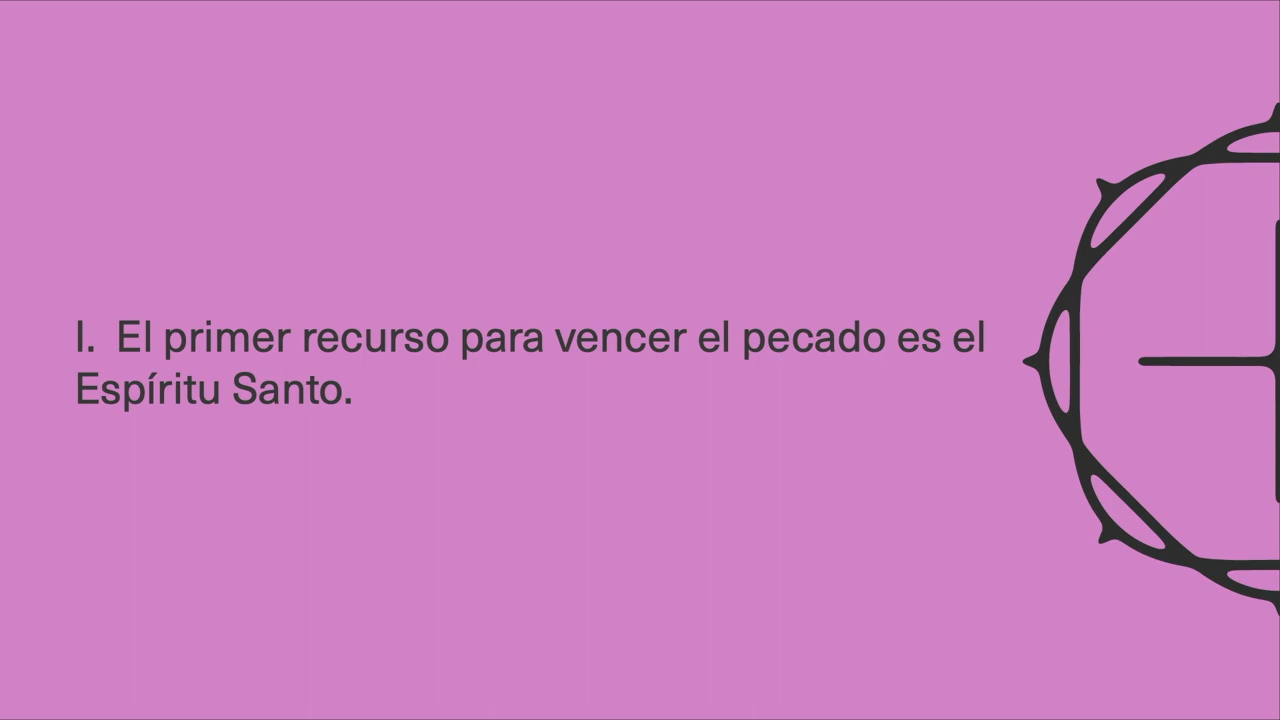 I. El primer recurso para vencer el pecado es el
Espíritu Santo.